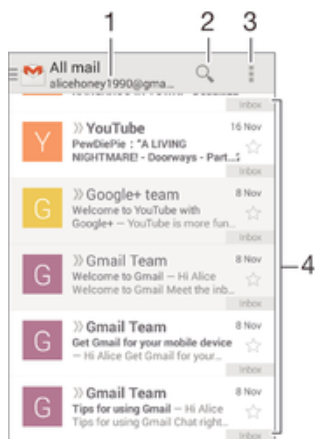 1 2 3
All mail
alicehoney1990@gma...
Inbox
Y
YouTube
16 Nov
PewDiePie : "A LIVING
NIGHTMARE! - Doorways - Part...
Inbox
G
Google+ team
8 Nov
Welcome to YouTube with
Google+ — YouTube is more fun...
Inbox
G
Gmail Team
8 Nov
Welcome to Gmail — Hi Alice
Welcome to Gmail Meet the inb...
Inbox
4
G
Gmail Team
8 Nov
Get Gmail for your mobile device
— Hi Alice Get Gmail for your...
Inbox
G
Gmail Team
8 Nov
Tips for using Gmail — Hi Alice
Tips for using Gmail Chat right...
Inbox